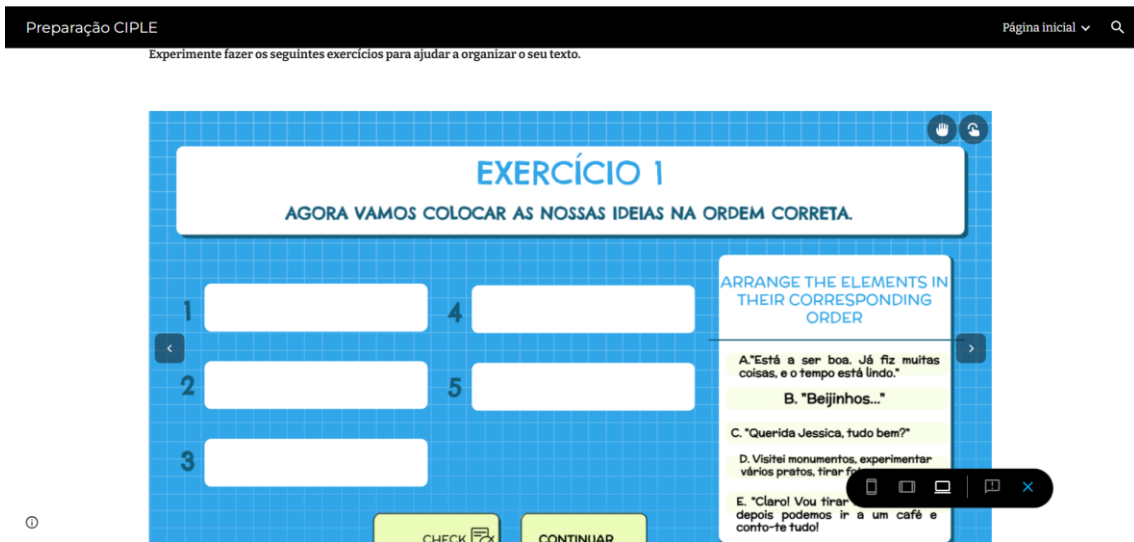 Preparação CIPLE
Página inicial
Experimente fazer os seguintes exercícios para ajudar a organizar o seu texto.
EXERCÍCIO 1
AGORA VAMOS COLOCAR AS NOSSAS IDEIAS NA ORDEM CORRETA.
1
2
3
4
5
ARRANGE THE ELEMENTS IN
THEIR CORRESPONDING
ORDER
A."Está a ser boa. Já fiz muitas
coisas, e o tempo está lindo."
B. "Beijinhos..."
C. "Querida Jessica, tudo bem?"
D. Visitei monumentos, experimentar
vários pratos, tirar
E. "Claro! Vou tirar
depois podemos ir a um café e
conto-te tudo!
CHECK
CONTINUAR